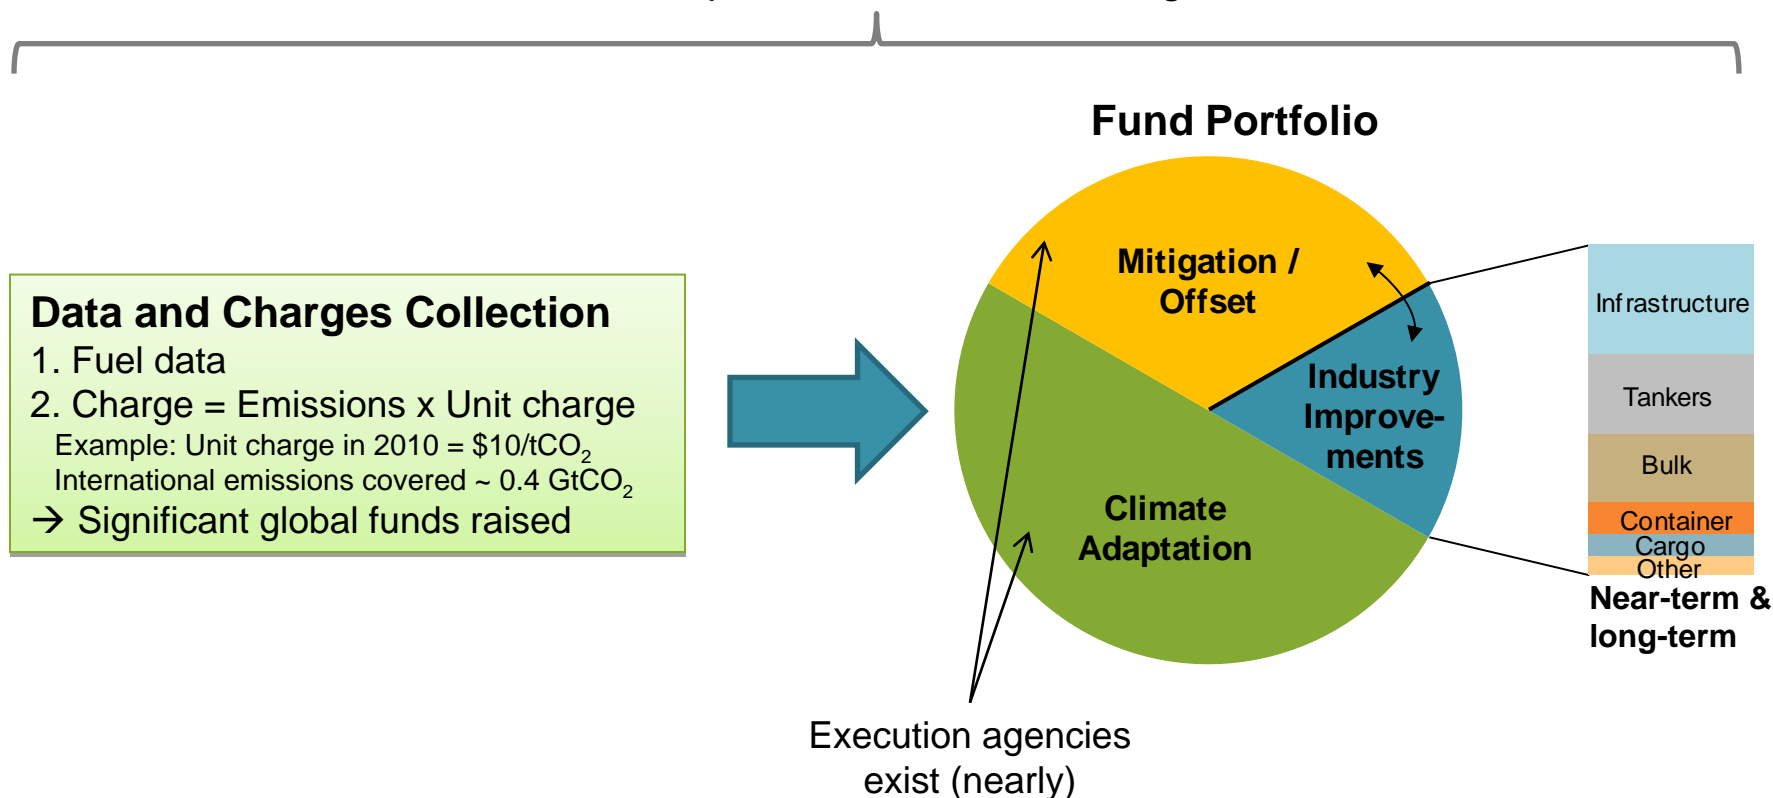 Fund Portfolio
Data and Charges Collection
1. Fuel data
2. Charge = Emissions x Unit charge
Example: Unit charge in 2010 = $10/tCO₂
International emissions covered ~ 0.4 GtCO₂
→ Significant global funds raised
Mitigation /
Offset
Industry
Improve-
ments
Climate
Adaptation
Infrastructure
Tankers
Bulk
Container
Cargo
Other
Near-term &
long-term
Execution agencies
exist (nearly)